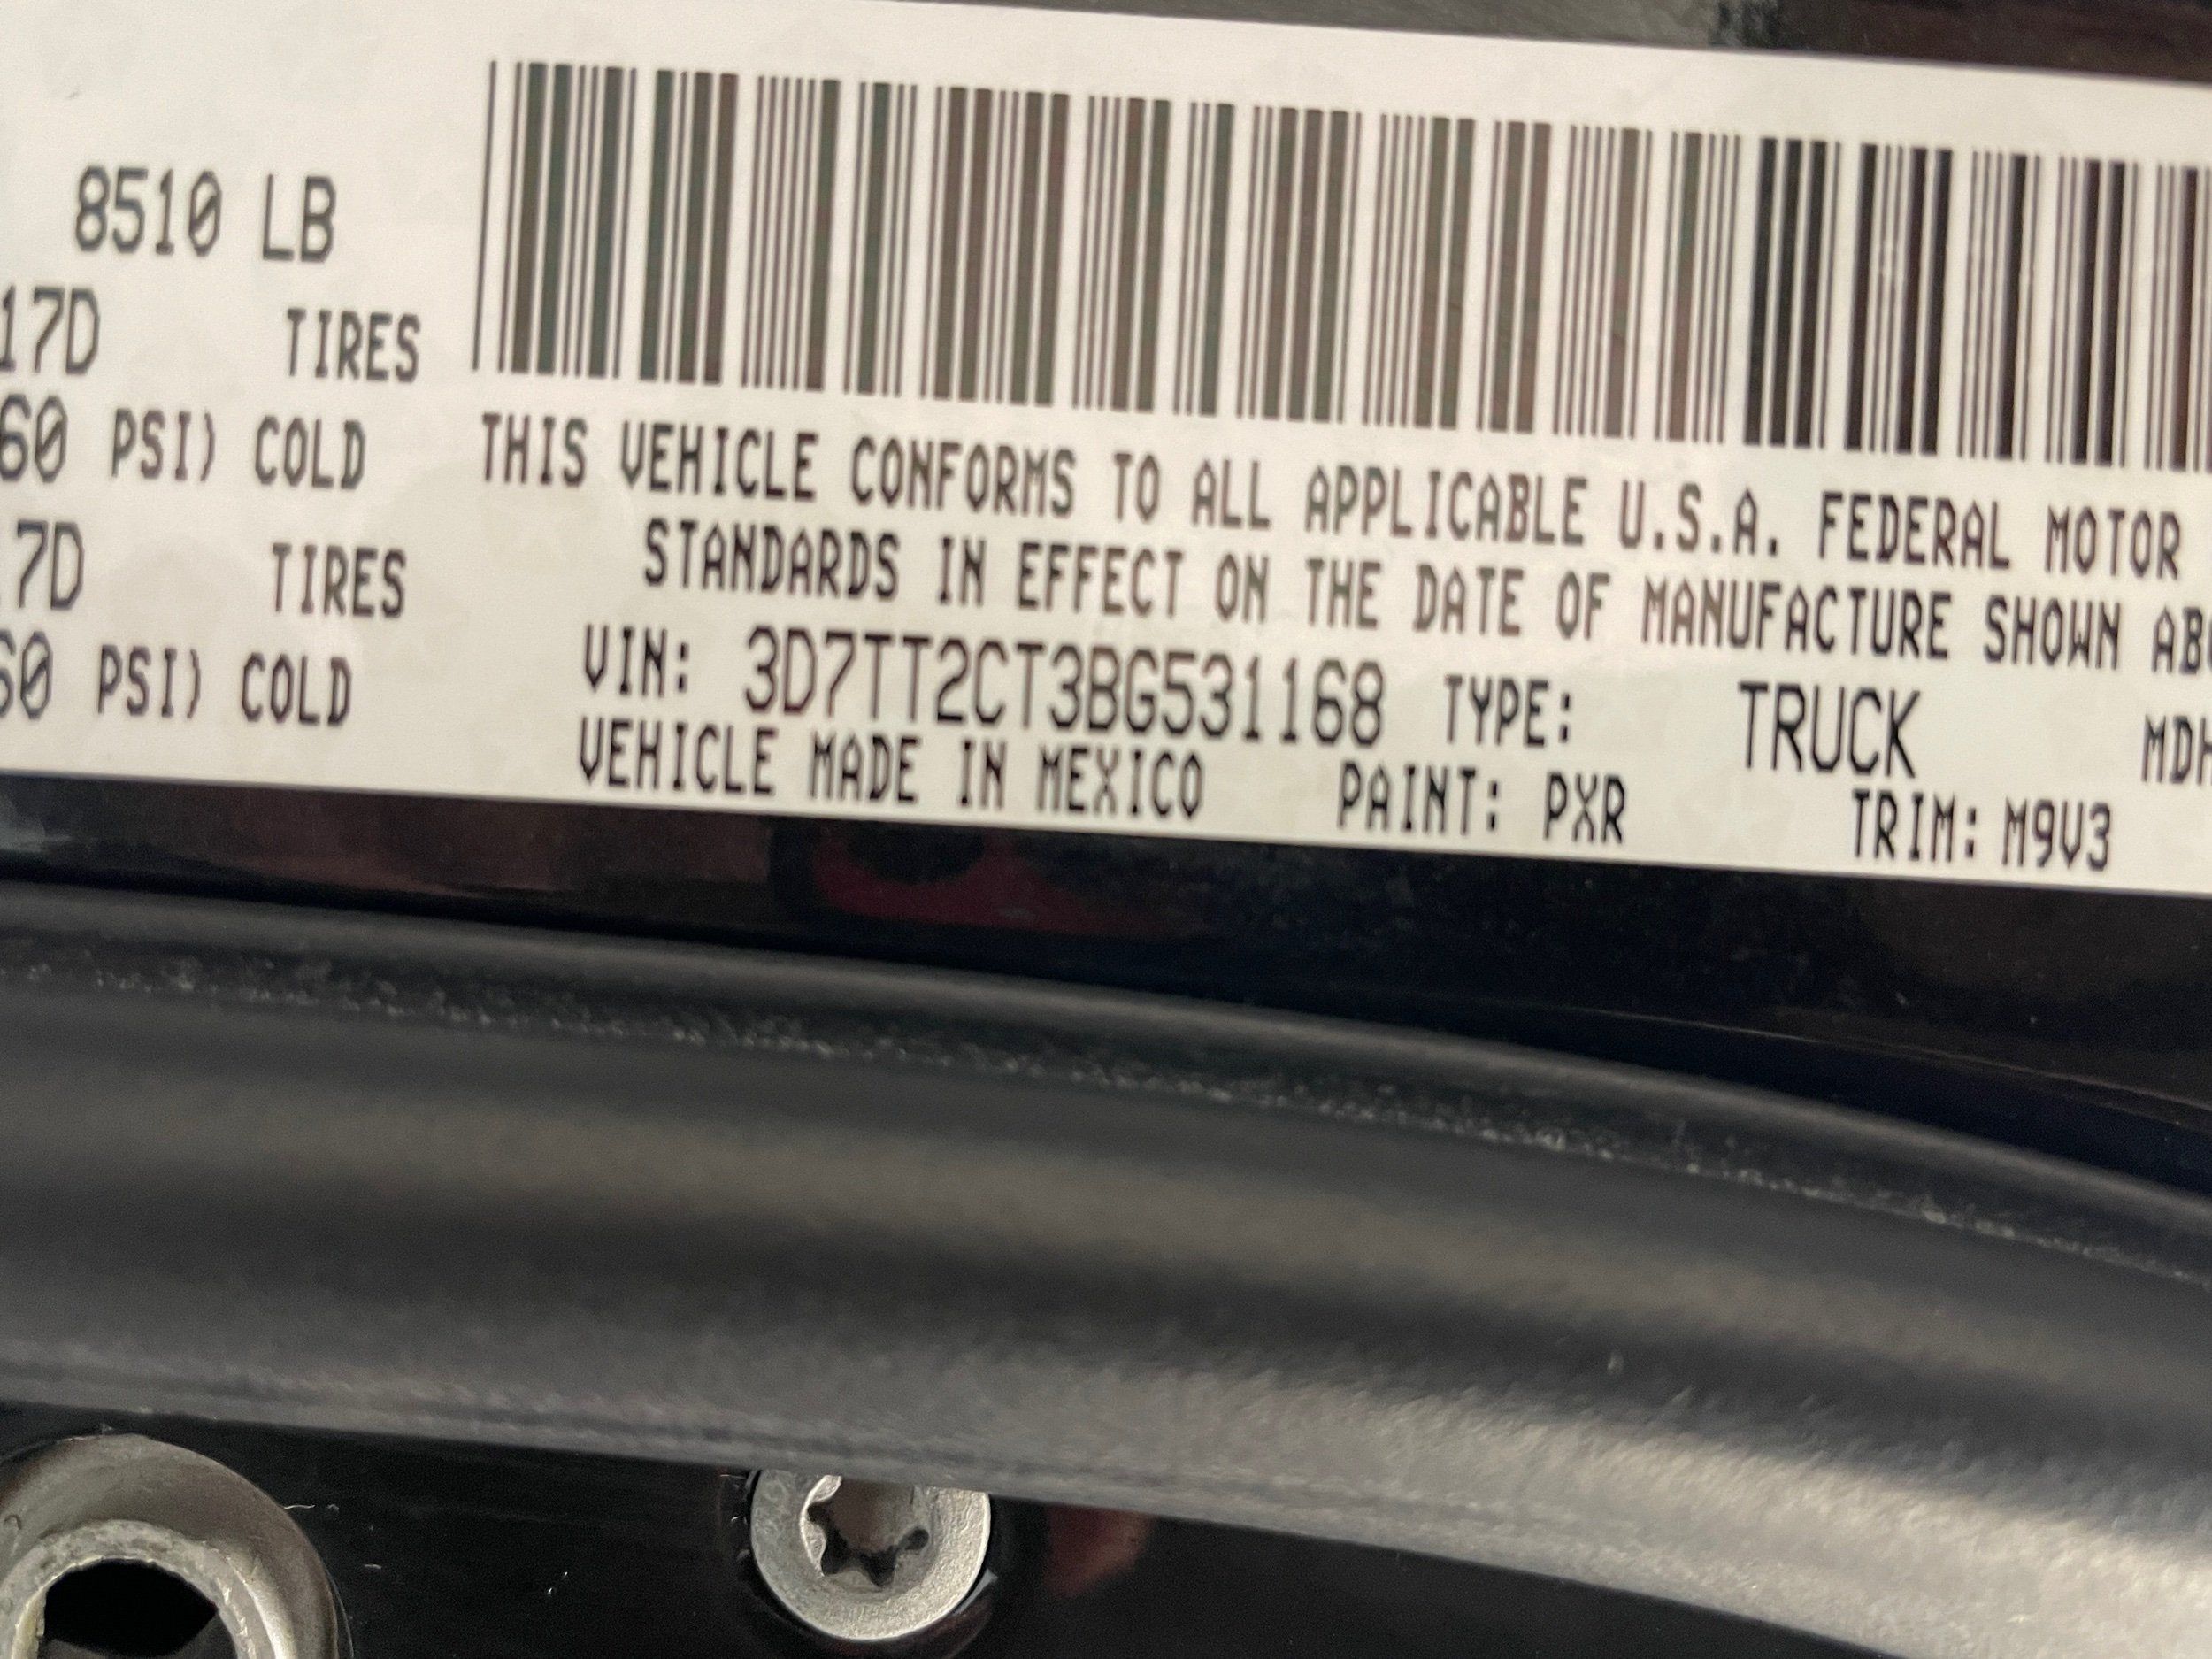 8510 LB
17D TIRES
60 PSI) COLD
7D TIRES
60 PSI) COLD
THIS VEHICLE CONFORMS TO ALL APPLICABLE U.S.A. FEDERAL MOTOR
STANDARDS IN EFFECT ON THE DATE OF MANUFACTURE SHOWN
VIN: 3D7TT2CT3BG531168 TYPE: TRUCK MDH
VEHICLE MADE IN MEXICO PAINT: PXR TRIM: M9V3